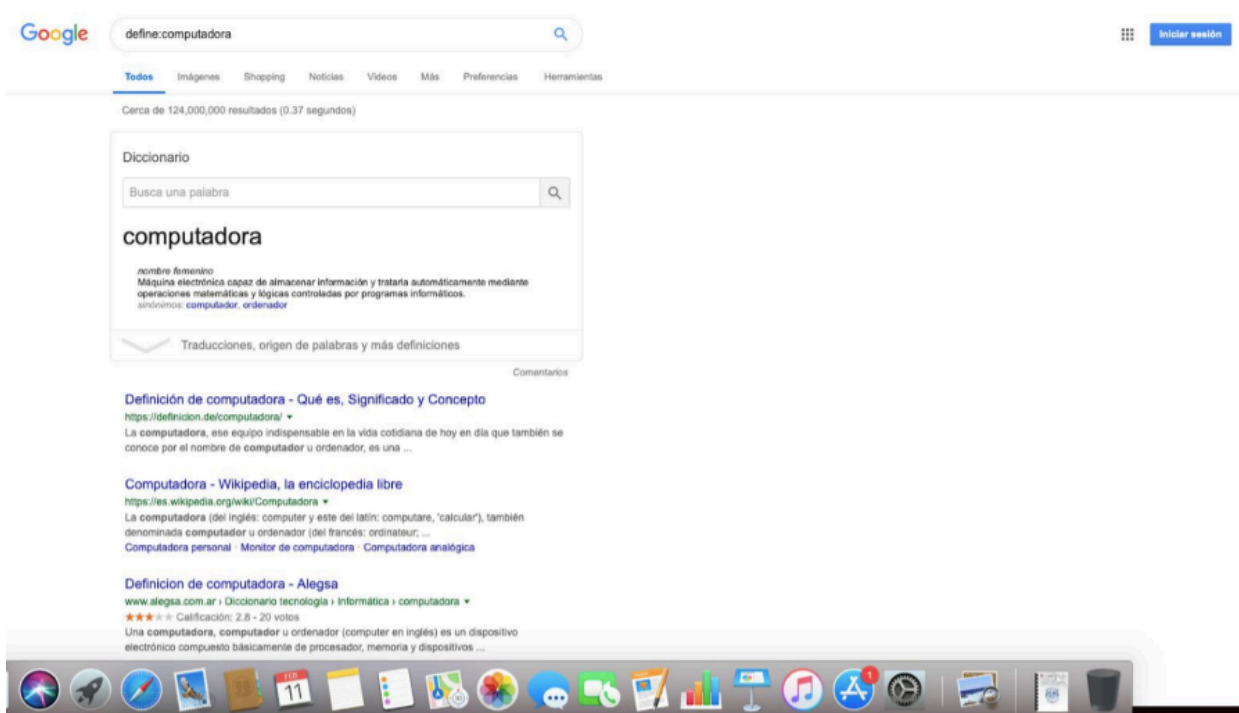 Google
define:computadora
Iniciar sesión
Todos Imágenes Shopping Noticias Videos Más Preferencias Herramientas
Cerca de 124,000,000 resultados (0.37 segundos)
Diccionario
Busca una palabra
computadora
nombre femenino
Máquina electrónica capaz de almacenar información y tratarla automáticamente mediante
operaciones matemáticas y lógicas controladas por programas informáticos.
sinónimos: computador, ordenador
Traducciones, origen de palabras y más definiciones
Comentarios
Definición de computadora - Qué es, Significado y Concepto
https://definicion.de/computadora/
La computadora, ese equipo indispensable en la vida cotidiana de hoy en día que también se
conoce por el nombre de computador u ordenador, es una ...
Computadora - Wikipedia, la enciclopedia libre
https://es.wikipedia.org/wiki/Computadora
La computadora (del inglés: computer y este del latín: computare, 'calcular'), también
denominada computador u ordenador (del francés: ordinateur; ...
Computadora personal · Monitor de computadora · Computadora analógica
Definicion de computadora - Alegsa
www.alegsa.com.ar › Diccionario tecnología › Informática › computadora
Calificación: 2.8 - 20 votos
Una computadora, computador u ordenador (computer en inglés) es un dispositivo
electrónico compuesto básicamente de procesador, memoria y dispositivos ...
FEB
11
1